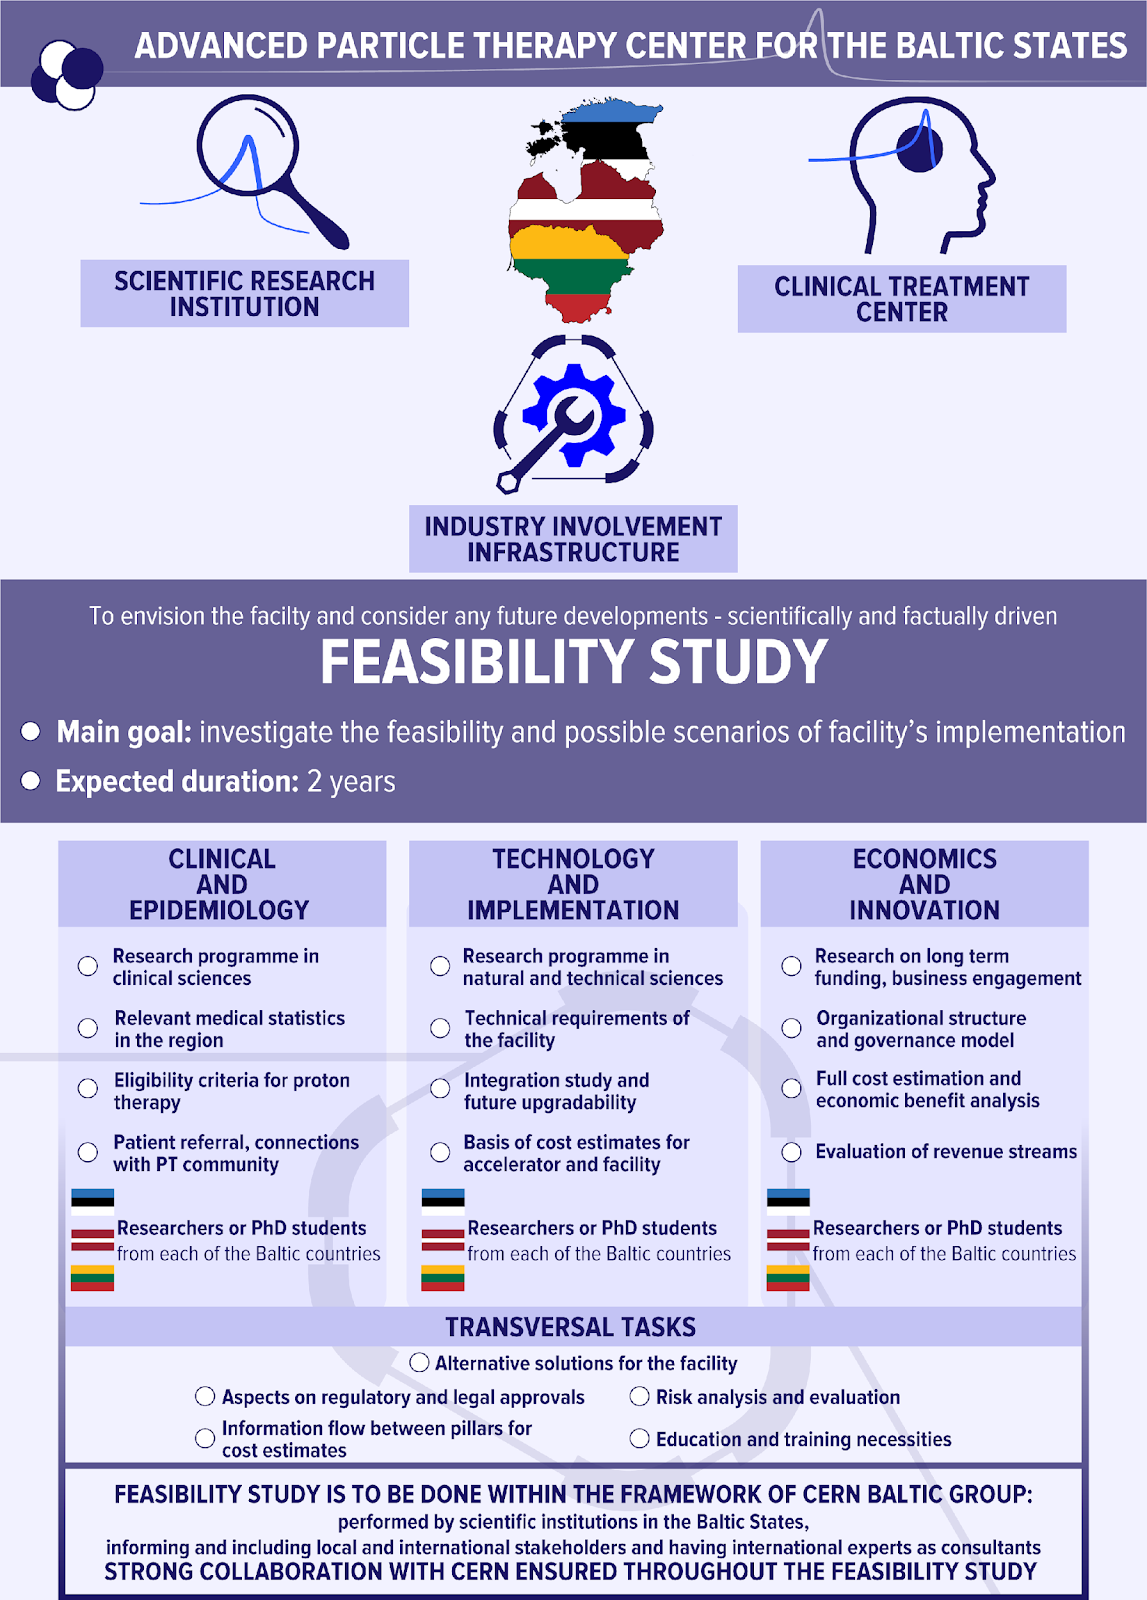 ADVANCED PARTICLE THERAPY CENTER FOR THE BALTIC STATES
SCIENTIFIC RESEARCH
INSTITUTION
CLINICAL TREATMENT
CENTER
INDUSTRY INVOLVEMENT
INFRASTRUCTURE
To envision the facilty and consider any future developments - scientifically and factually driven
FEASIBILITY STUDY
Main goal: investigate the feasibility and possible scenarios of facility's implementation
Expected duration: 2 years
CLINICAL
AND
EPIDEMIOLOGY
Research programme in
clinical sciences
Relevant medical statistics
in the region
Eligibility criteria for proton
therapy
Patient referral, connections
with PT community
Researchers or PhD students
from each of the Baltic countries
TECHNOLOGY
AND
IMPLEMENTATION
Research programme in
natural and technical sciences
Technical requirements of
the facility
Integration study and
future upgradability
Basis of cost estimates for
accelerator and facility
Researchers or PhD students
from each of the Baltic countries
ECONOMICS
AND
INNOVATION
Research on long term
funding, business engagement
Organizational structure
and governance model
Full cost estimation and
economic benefit analysis
Evaluation of revenue streams
Researchers or PhD students
from each of the Baltic countries
TRANSVERSAL TASKS
Alternative solutions for the facility
Aspects on regulatory and legal approvals
Risk analysis and evaluation
Information flow between pillars for
cost estimates
Education and training necessities
FEASIBILITY STUDY IS TO BE DONE WITHIN THE FRAMEWORK OF CERN BALTIC GROUP:
performed by scientific institutions in the Baltic States,
informing and including local and international stakeholders and having international experts as consultants
STRONG COLLABORATION WITH CERN ENSURED THROUGHOUT THE FEASIBILITY STUDY